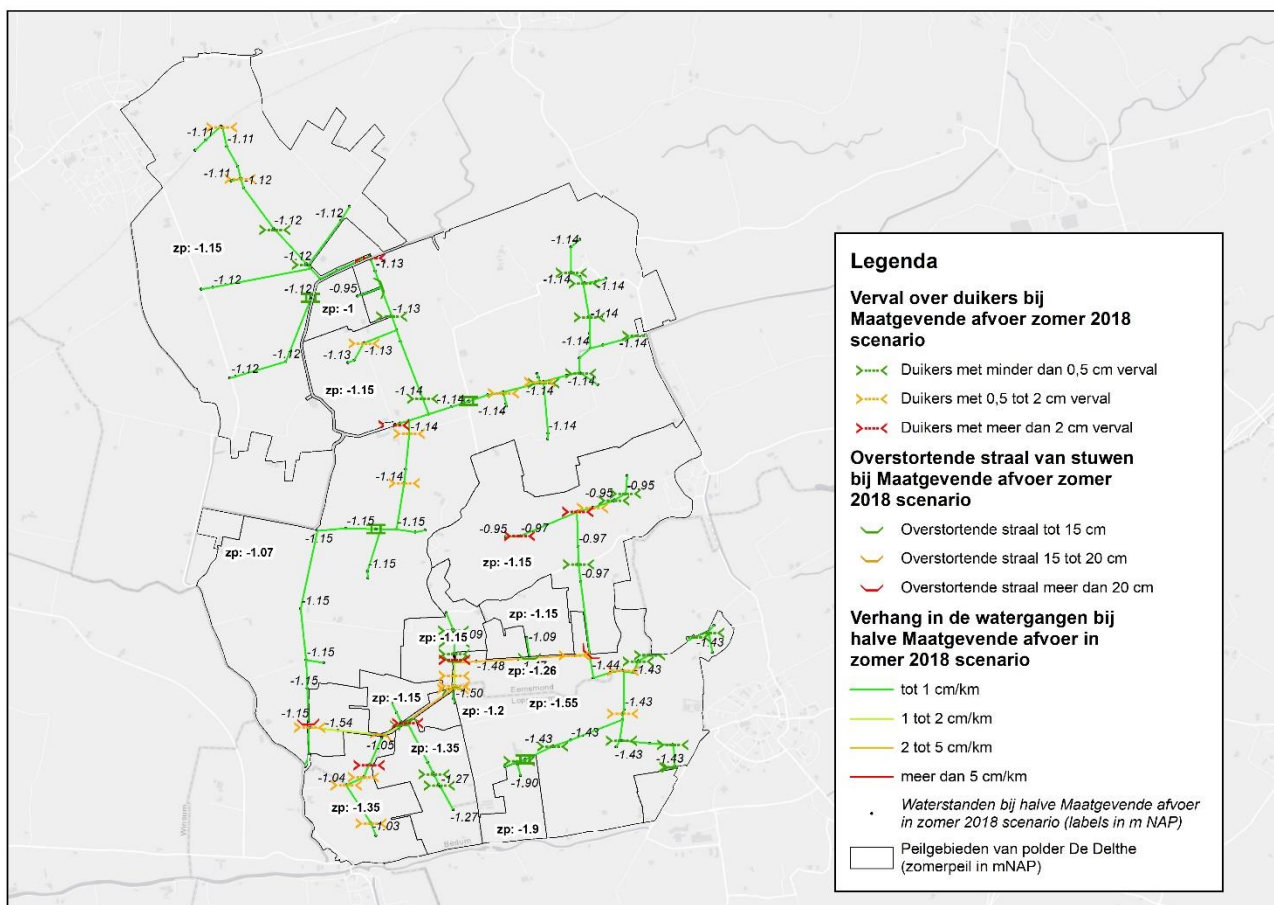 -1.11
-1.11
-1.11
-1.12
-1.12
-1.12
zp: -1.15
-1.12
-1.13
-1.14
-1.12
-0.95
-1.14
-1.14
-1.12
zp: -1
-1.13
-1.14
-1.12
-1.13
-1.13
-1.14
-1.14
-1.12
zp: -1.15
-1.14
-1.14
-1.14
-1.14
-1.14
-1.14
-1.14
-0.95
-0.95
-1.15
-1.15
-0.95
-0.97
-1.15
zp: -1.07
-0.97
-1.15
zp: -1.15
-0.97
-1.15
zp: -1.15
zp: -1.15
-1.09
-1.43
-1.15
-1.48
zp: -1.26
-1.44
-1.43
-1.15
zp: -1.15
-1.50
Eemsmond
zp: -1.55
zp: -1.2
-1.15
-1.54
-1.43
-1.05
zp: -1.35
-1.43
-1.43
-1.43
-1.04
-1.27
-1.90
zp: -1.35
-1.27
-1.03
zp: -1.9
Winsum
Bedum
Legenda
Verval over duikers bij
Maatgevende afvoer zomer 2018
scenario
Duikers met minder dan 0,5 cm verval
Duikers met 0,5 tot 2 cm verval
Duikers met meer dan 2 cm verval
Overstortende straal van stuwen
bij Maatgevende afvoer zomer
2018 scenario
Overstortende straal tot 15 cm
Overstortende straal 15 tot 20 cm
Overstortende straal meer dan 20 cm
Verhang in de watergangen bij
halve Maatgevende afvoer in
zomer 2018 scenario
tot 1 cm/km
1 tot 2 cm/km
2 tot 5 cm/km
meer dan 5 cm/km
Waterstanden bij halve Maatgevende afvoer
in zomer 2018 scenario (labels in m NAP)
Peilgebieden van polder De Delthe
(zomerpeil in mNAP)